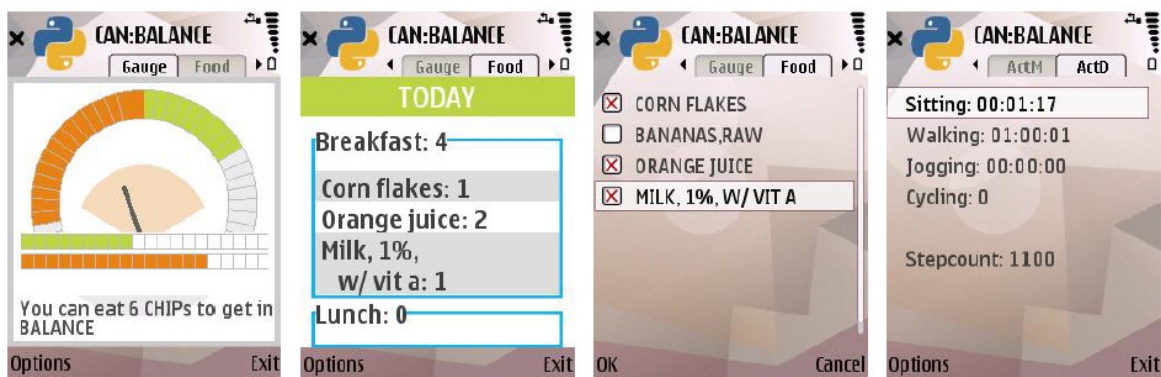 CAN:BALANCE
Gauge Food
You can eat 6 CHIPs to get in
BALANCE
Options Exit
CAN:BALANCE
Gauge Food
TODAY
Breakfast: 4
Corn flakes: 1
Orange juice: 2
Milk, 1%,
w/ vit a: 1
Lunch: 0
Options Exit
CAN:BALANCE
Gauge Food
CORN FLAKES
BANANAS,RAW
ORANGE JUICE
MILK, 1%, W/ VIT A
OK Cancel
CAN:BALANCE
ActM ActD
Sitting: 00:01:17
Walking: 01:00:01
Jogging: 00:00:00
Cycling: 0
Stepcount: 1100
Options Exit